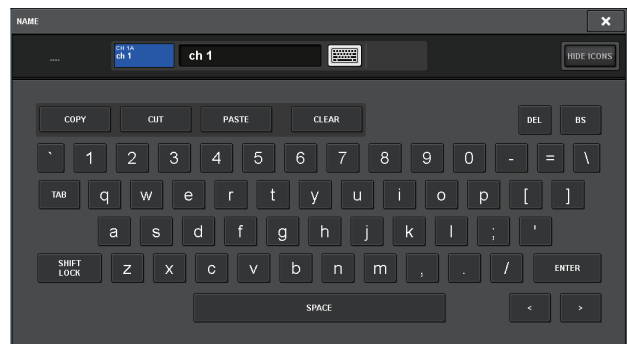 NAME ×
---- CH 1A ch 1 HIDE ICONS
ch 1
COPY CUT PASTE CLEAR DEL BS
` 1 2 3 4 5 6 7 8 9 0 - = \
TAB q w e r t y u i o p [ ]
a s d f g h j k l ; '
SHIFT LOCK z x c v b n m , . / ENTER
SPACE < >